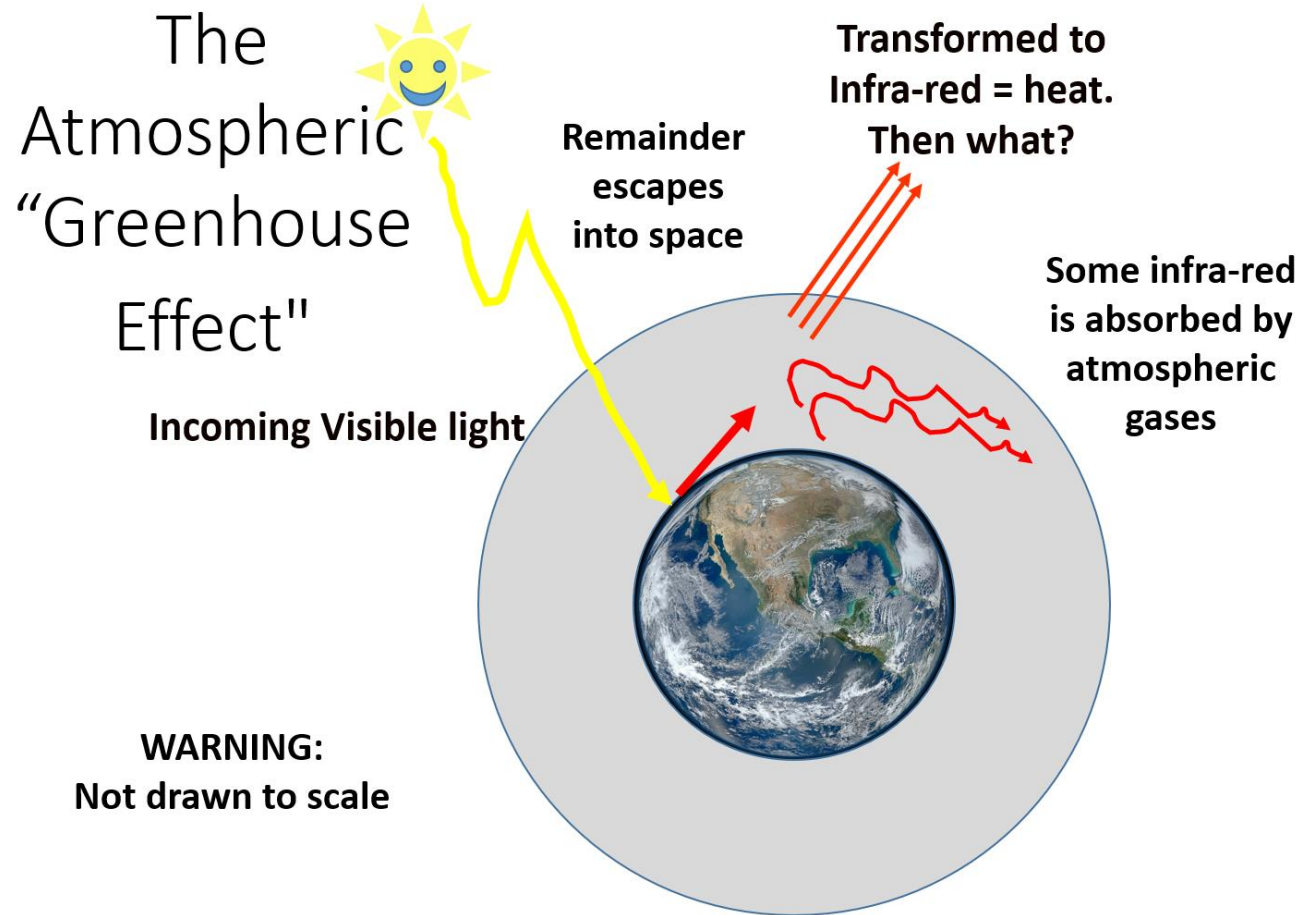 The
Atmospheric
“Greenhouse
Effect"
Transformed to
Infra-red = heat.
Then what?
Remainder
escapes
into space
Some infra-red
is absorbed by
atmospheric
gases
Incoming Visible light
WARNING:
Not drawn to scale